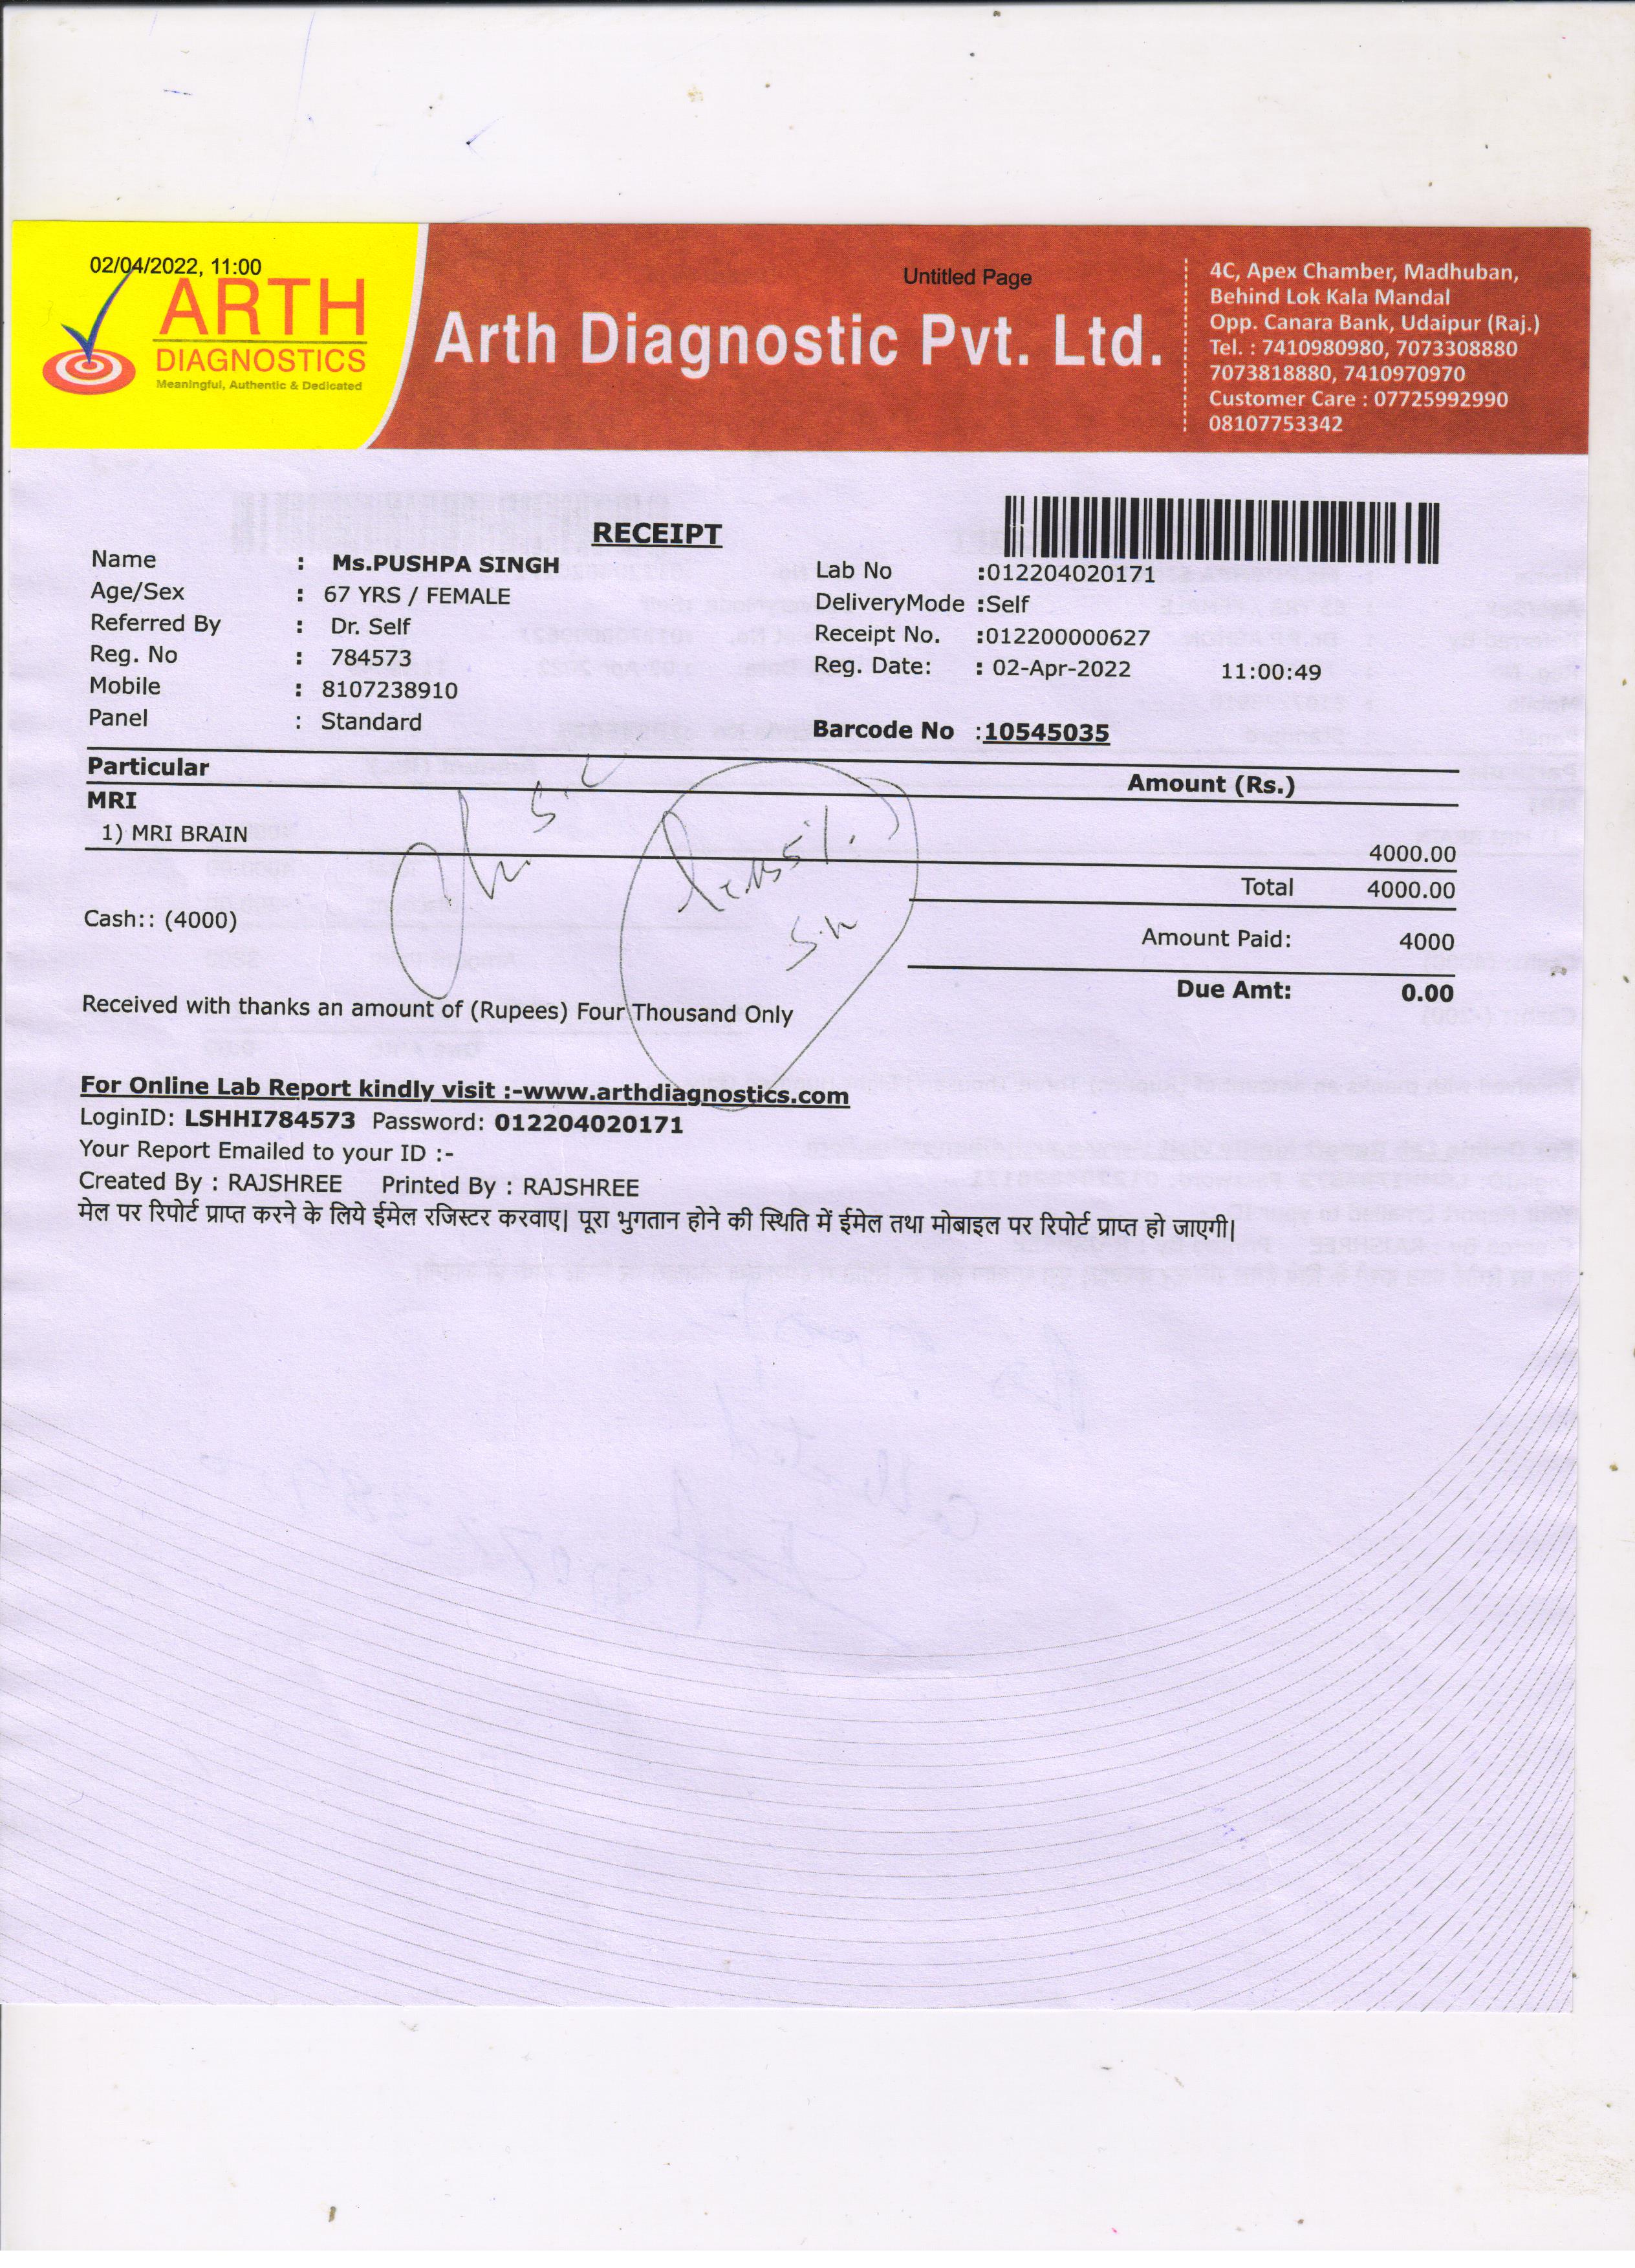 02/04/2022, 11:00
Untitled Page
ARTH
DIAGNOSTICS
Meaningful, Authentic & Dedicated
Arth Diagnostic Pvt. Ltd.
4C, Apex Chamber, Madhuban,
Behind Lok Kala Mandal
Opp. Canara Bank, Udaipur (Raj.)
Tel. : 7410980980, 7073308880
7073818880, 7410970970
Customer Care : 07725992990
08107753342
RECEIPT
Name : Ms.PUSHPA SINGH
Age/Sex : 67 YRS / FEMALE
Referred By : Dr. Self
Reg. No : 784573
Mobile : 8107238910
Panel : Standard
Lab No :012204020171
DeliveryMode :Self
Receipt No. :012200000627
Reg. Date: : 02-Apr-2022 11:00:49
Barcode No :10545035
Particular Amount (Rs.)
MRI
1) MRI BRAIN 4000.00
Total 4000.00
Cash:: (4000)
Amount Paid: 4000
Due Amt: 0.00
Received with thanks an amount of (Rupees) Four Thousand Only
For Online Lab Report kindly visit :-www.arthdiagnostics.com
LoginID: LSHHI784573 Password: 012204020171
Your Report Emailed to your ID :-
Created By : RAJSHREE Printed By : RAJSHREE
मेल पर रिपोर्ट प्राप्त करने के लिये ईमेल रजिस्टर करवाए| पूरा भुगतान होने की स्थिति में ईमेल तथा मोबाइल पर रिपोर्ट प्राप्त हो जाएगी|